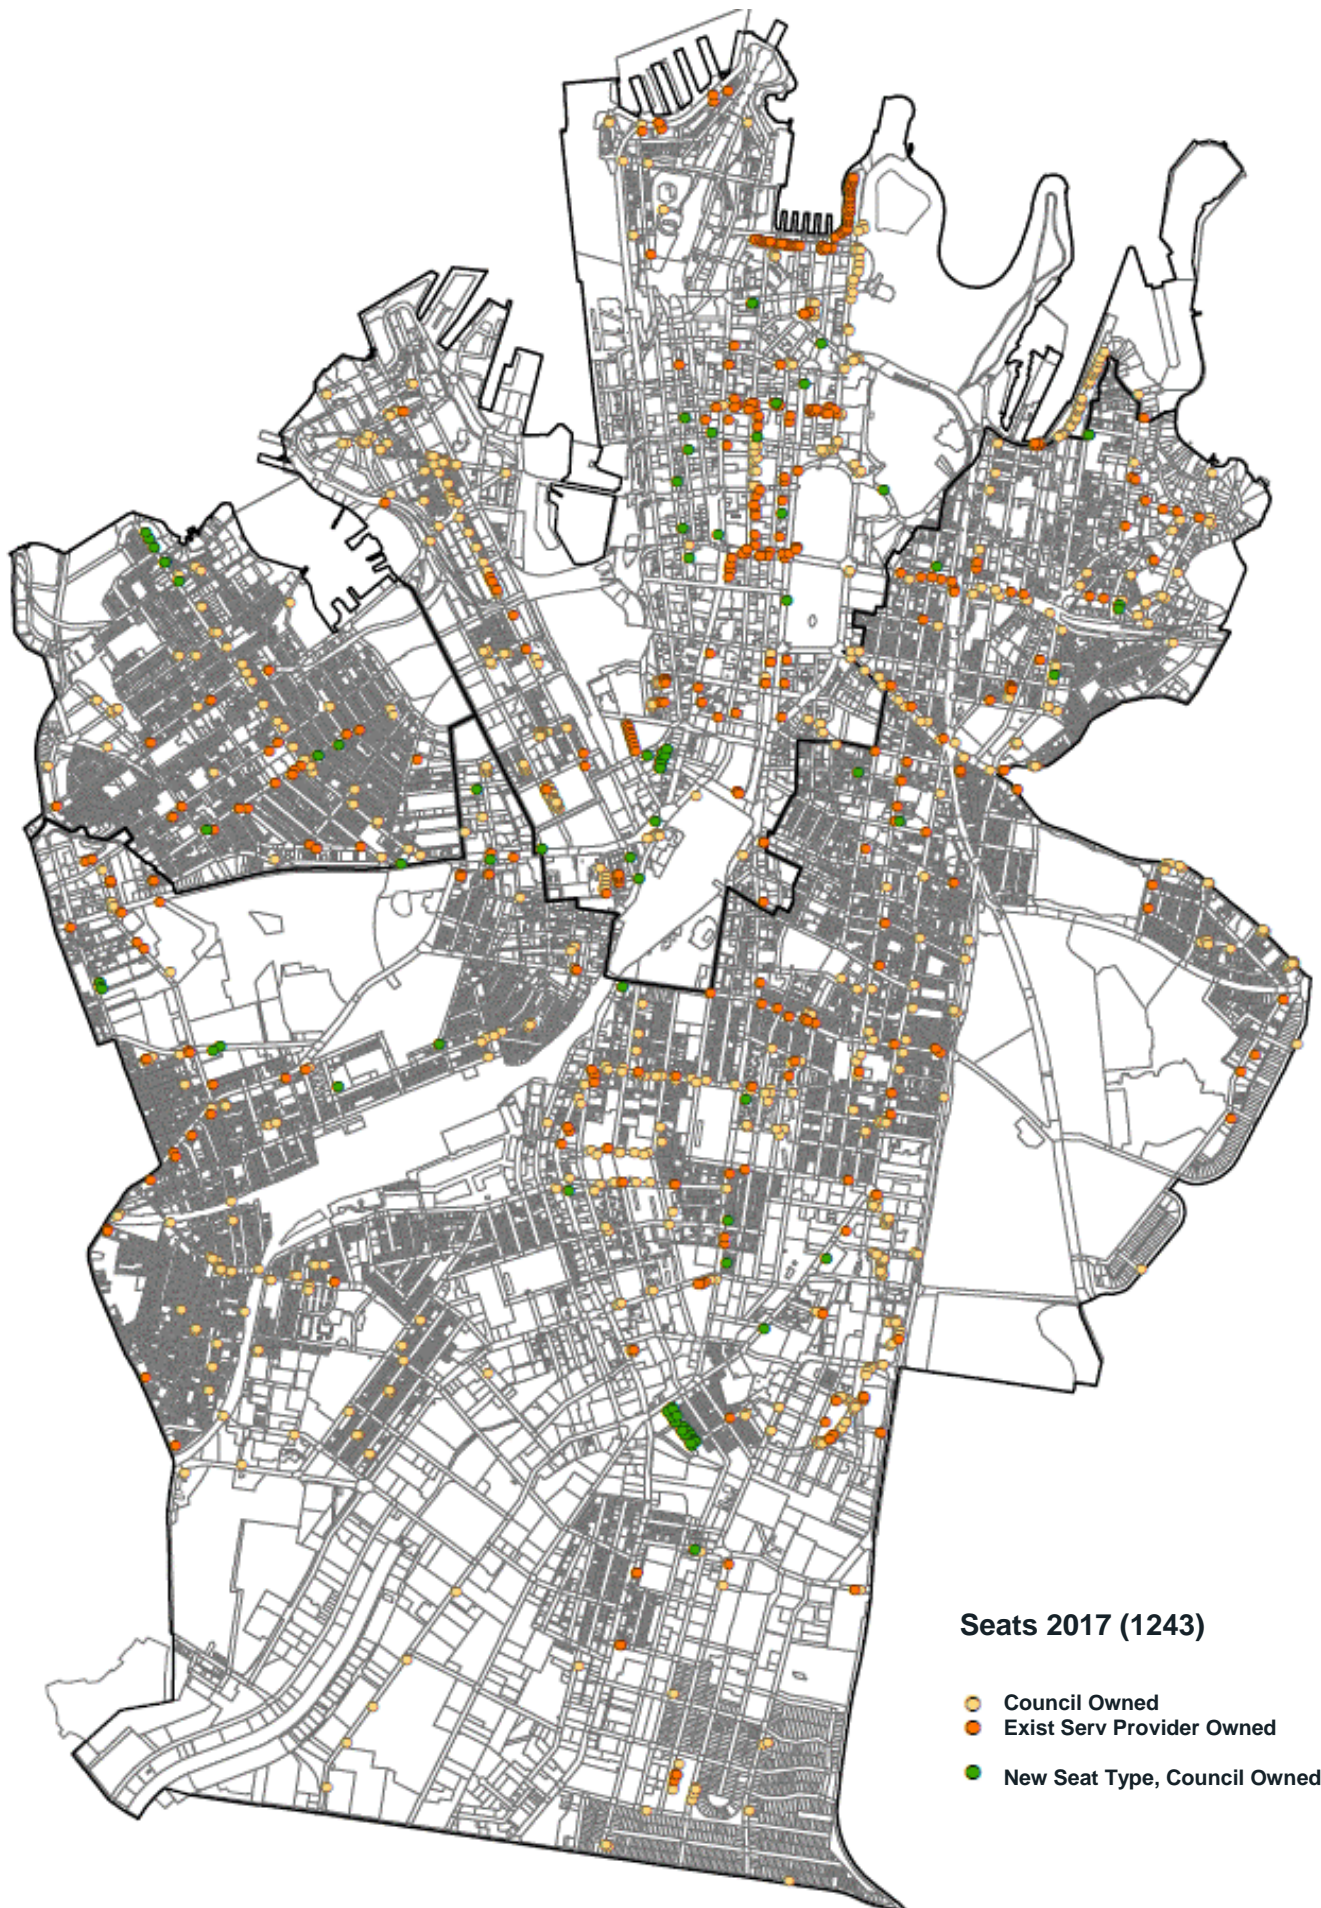 Seats 2017 (1243)
Council Owned
Exist Serv Provider Owned
New Seat Type, Council Owned